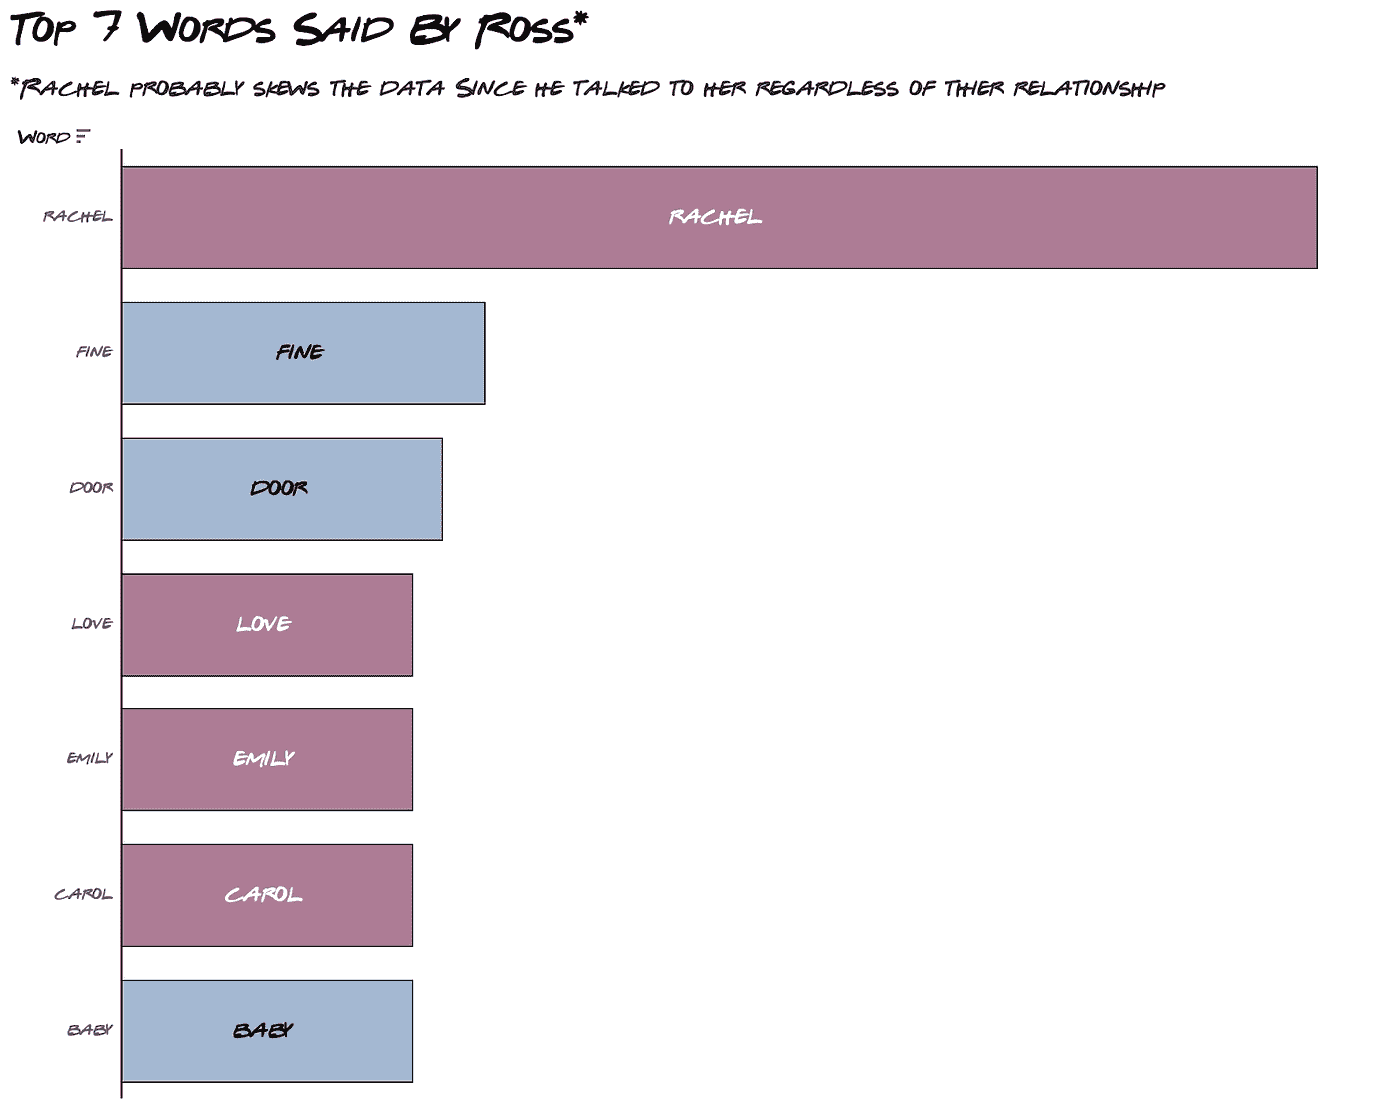 Top 7 Words Said By Ross*
*Rachel probably skews the data Since he talked to her regardless of thier relationship
Word
RACHEL RACHEL
FINE FINE
DOOR DOOR
LOVE LOVE
EMILY EMILY
CAROL CAROL
BABY BABY